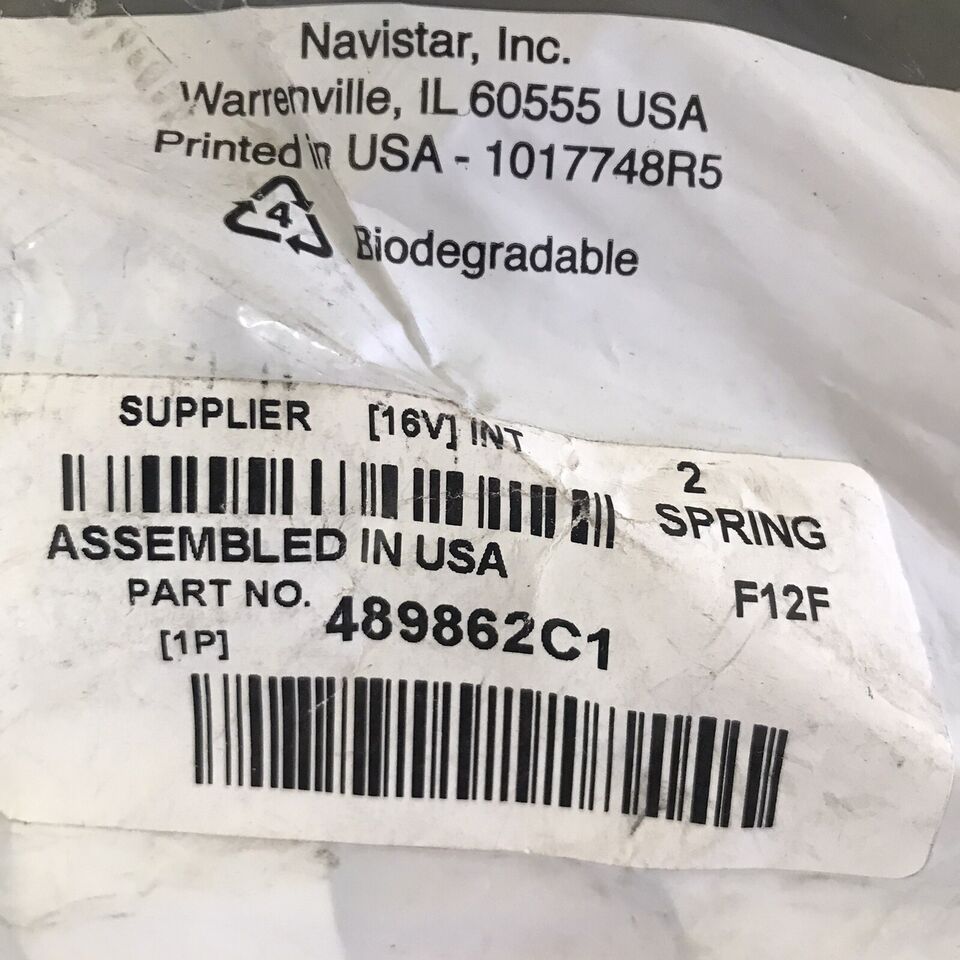 Navistar, Inc.
Warrenville, IL 60555 USA
Printed in USA - 1017748R5
4
Biodegradable
SUPPLIER [16V] INT
2
SPRING
ASSEMBLED IN USA
F12F
PART NO. 489862C1
[1P]